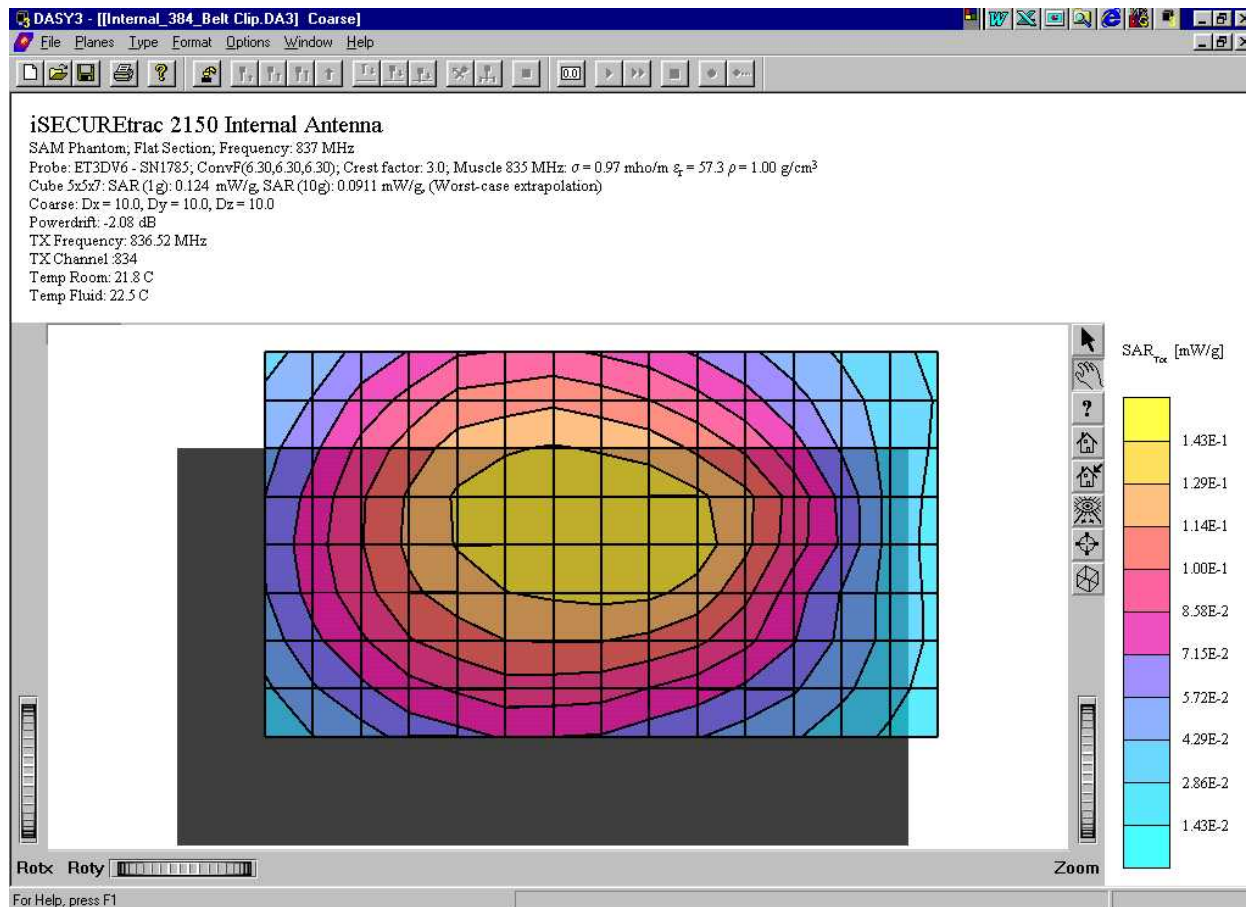 DASY3 - [[Internal_384_Belt Clip.DA3] Coarse]
File Planes Type Format Options Window Help
iSECUREtrac 2150 Internal Antenna
SAM Phantom; Flat Section; Frequency: 837 MHz
Probe: ET3DV6 - SN1785; ConvF(6.30,6.30,6.30); Crest factor: 3.0; Muscle 835 MHz: σ = 0.97 mho/m εr = 57.3 ρ = 1.00 g/cm³
Cube 5x5x7: SAR (1g): 0.124 mW/g, SAR (10g): 0.0911 mW/g, (Worst-case extrapolation)
Coarse: Dx = 10.0, Dy = 10.0, Dz = 10.0
Powerdrift: -2.08 dB
TX Frequency: 836.52 MHz
TX Channel :834
Temp Room: 21.8 C
Temp Fluid: 22.5 C
SARTot [mW/g]
1.43E-1
1.29E-1
1.14E-1
1.00E-1
8.58E-2
7.15E-2
5.72E-2
4.29E-2
2.86E-2
1.43E-2
Rotx Roty Zoom
For Help, press F1